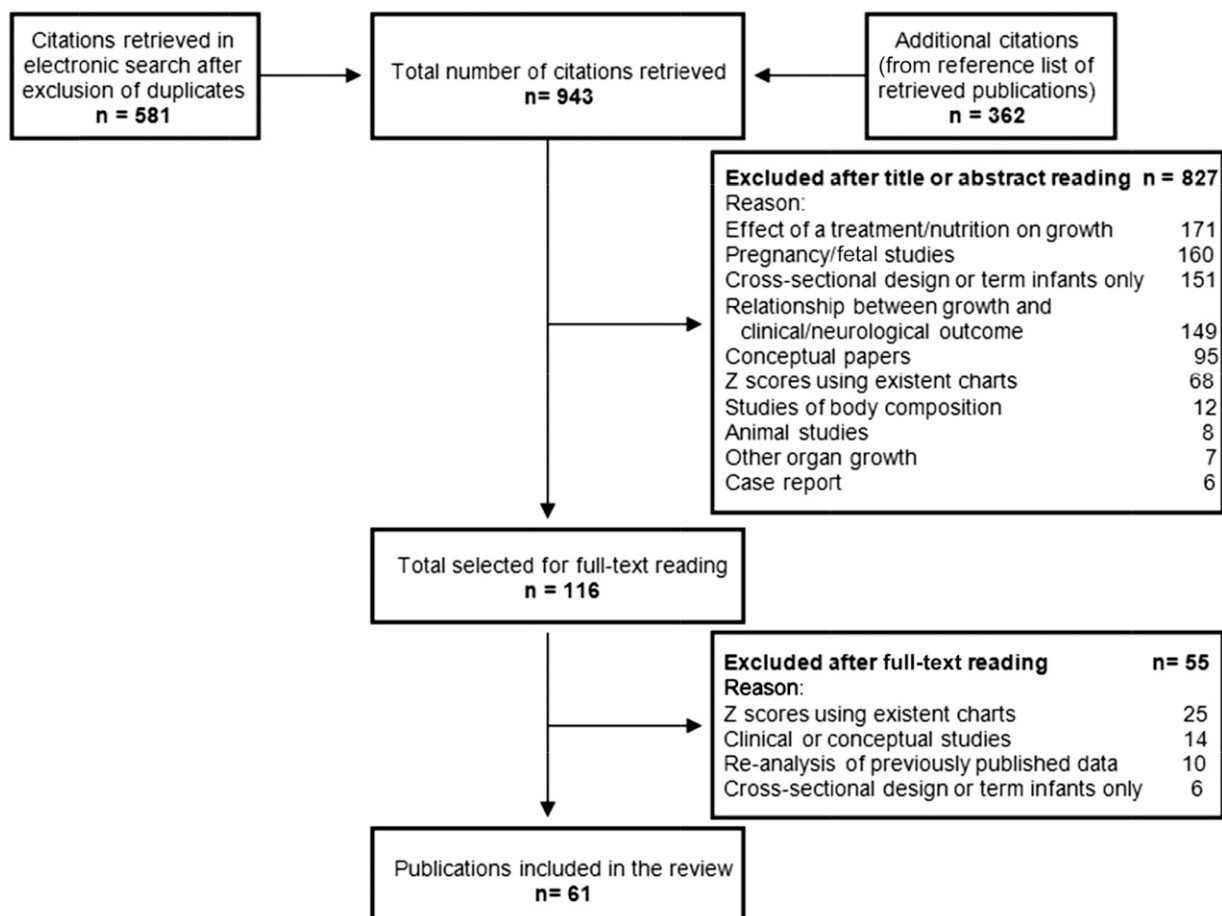 Citations retrieved in
electronic search after
exclusion of duplicates
n = 581
Total number of citations retrieved
n= 943
Additional citations
(from reference list of
retrieved publications)
n = 362
Excluded after title or abstract reading n = 827
Reason:
Effect of a treatment/nutrition on growth 171
Pregnancy/fetal studies 160
Cross-sectional design or term infants only 151
Relationship between growth and
clinical/neurological outcome 149
Conceptual papers 95
Z scores using existent charts 68
Studies of body composition 12
Animal studies 8
Other organ growth 7
Case report 6
Total selected for full-text reading
n = 116
Excluded after full-text reading n= 55
Reason:
Z scores using existent charts 25
Clinical or conceptual studies 14
Re-analysis of previously published data 10
Cross-sectional design or term infants only 6
Publications included in the review
n= 61